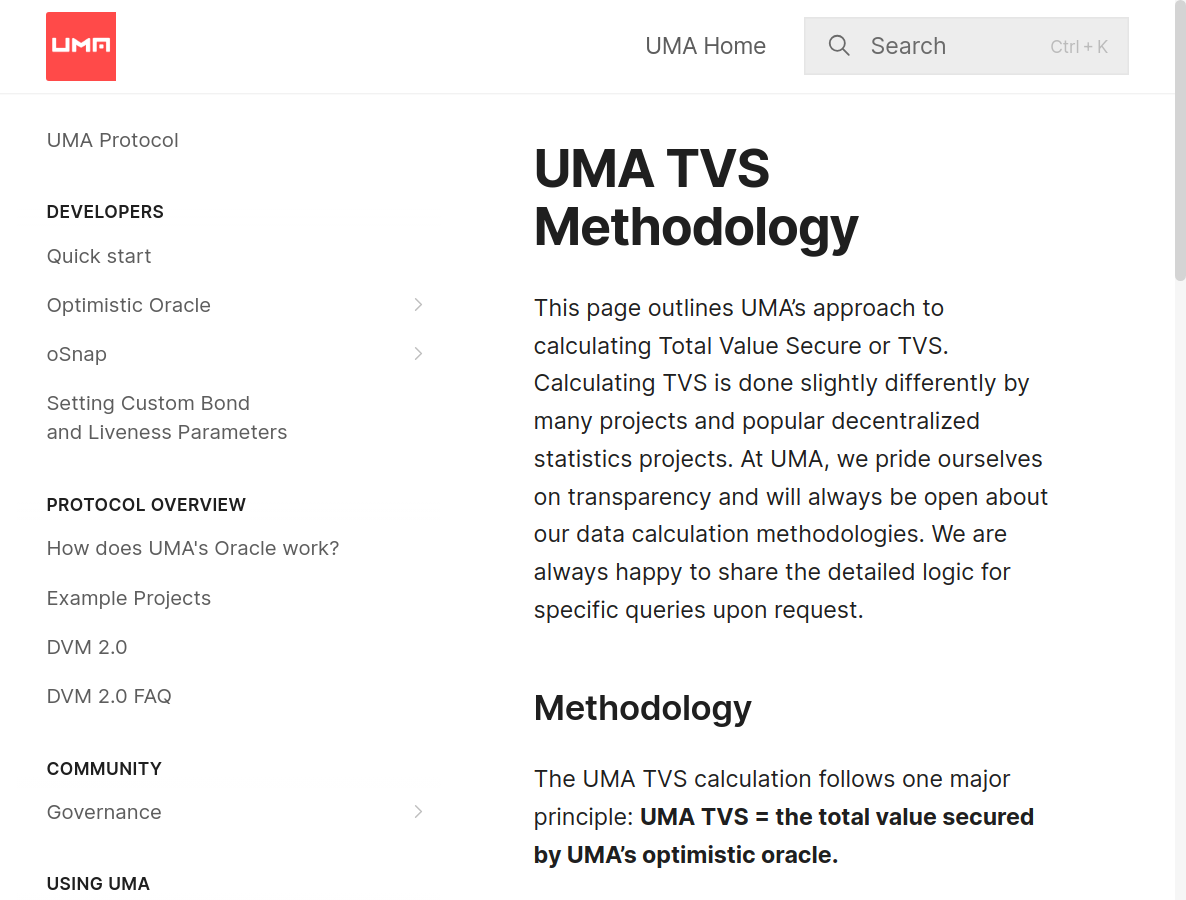 UMA
UMA Home
Search
Ctrl + K
UMA Protocol
DEVELOPERS
Quick start
Optimistic Oracle
oSnap
Setting Custom Bond
and Liveness Parameters
PROTOCOL OVERVIEW
How does UMA's Oracle work?
Example Projects
DVM 2.0
DVM 2.0 FAQ
COMMUNITY
Governance
USING UMA
UMA TVS
Methodology
This page outlines UMA’s approach to
calculating Total Value Secure or TVS.
Calculating TVS is done slightly differently by
many projects and popular decentralized
statistics projects. At UMA, we pride ourselves
on transparency and will always be open about
our data calculation methodologies. We are
always happy to share the detailed logic for
specific queries upon request.
Methodology
The UMA TVS calculation follows one major
principle: UMA TVS = the total value secured
by UMA’s optimistic oracle.